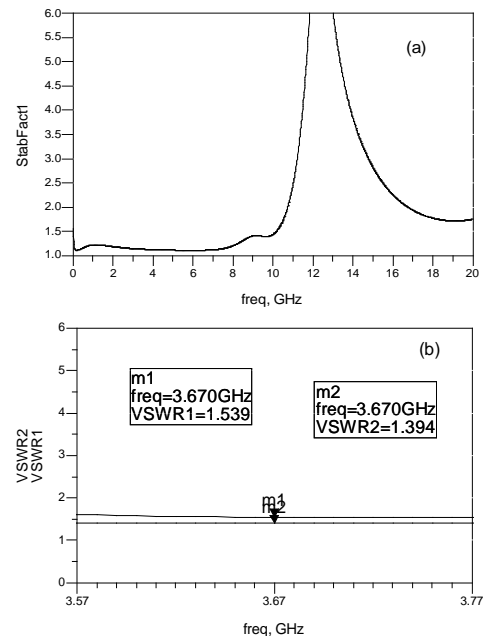 (a)
StabFact1
6.0
5.5
5.0
4.5
4.0
3.5
3.0
2.5
2.0
1.5
1.0
0 2 4 6 8 10 12 14 16 18 20
freq, GHz
(b)
VSWR2
VSWR1
6
5
4
3
2
1
0
m1
freq=3.670GHz
VSWR1=1.539
m2
freq=3.670GHz
VSWR2=1.394
m1
m2
3.57 3.67 3.77
freq, GHz